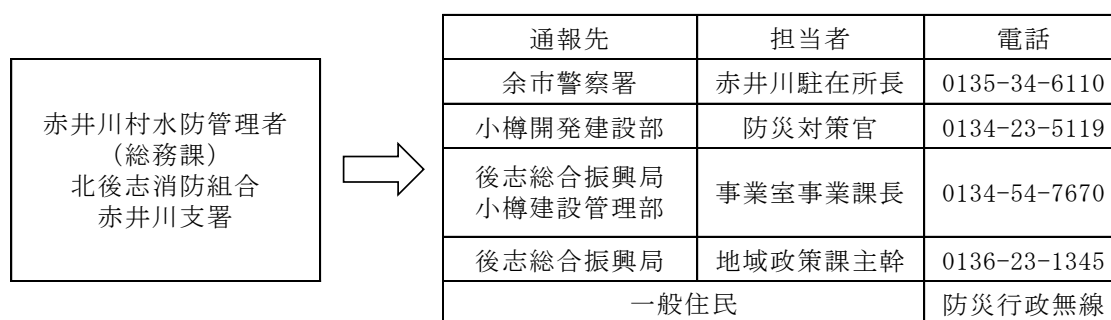 赤井川村水防管理者
(総務課)
北後志消防組合
赤井川支署
通報先 担当者 電話
余市警察署 赤井川駐在所長 0135-34-6110
小樽開発建設部 防災対策官 0134-23-5119
後志総合振興局
小樽建設管理部 事業室事業課長 0134-54-7670
後志総合振興局 地域政策課主幹 0136-23-1345
一般住民 防災行政無線